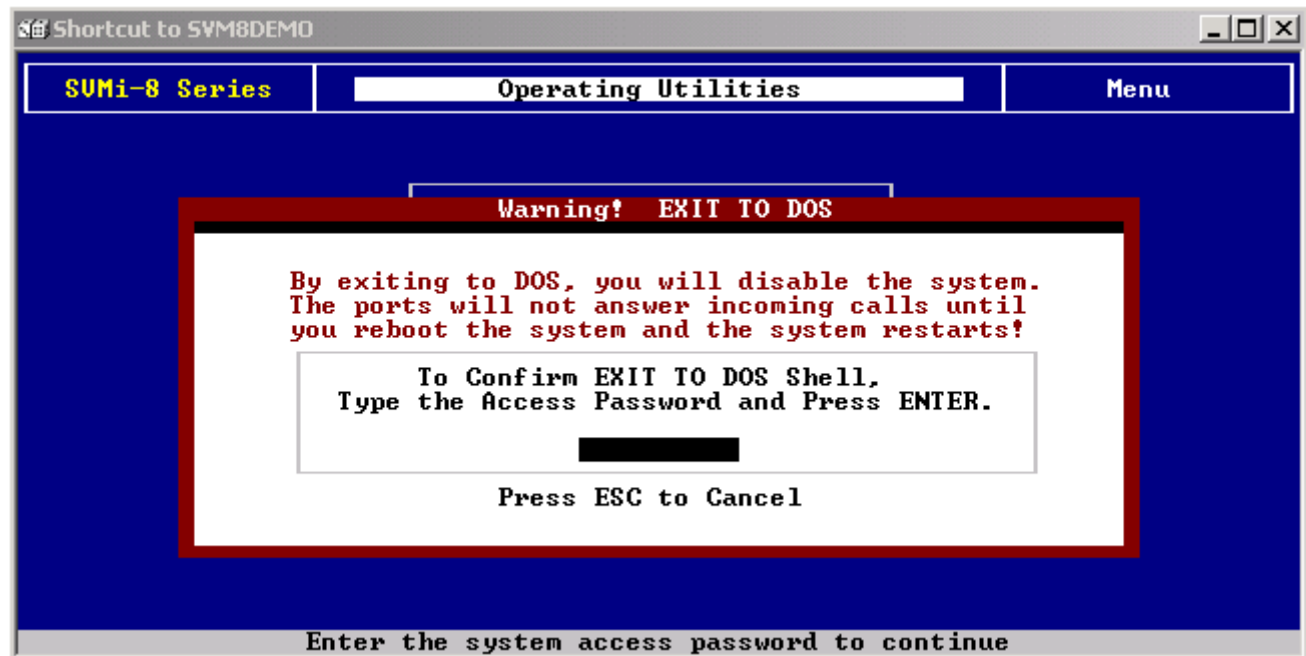 Shortcut to SVM8DEMO
SVMi-8 Series
Operating Utilities
Menu
Warning! EXIT TO DOS
By exiting to DOS, you will disable the system.
The ports will not answer incoming calls until
you reboot the system and the system restarts!
To Confirm EXIT TO DOS Shell,
Type the Access Password and Press ENTER.
Press ESC to Cancel
Enter the system access password to continue